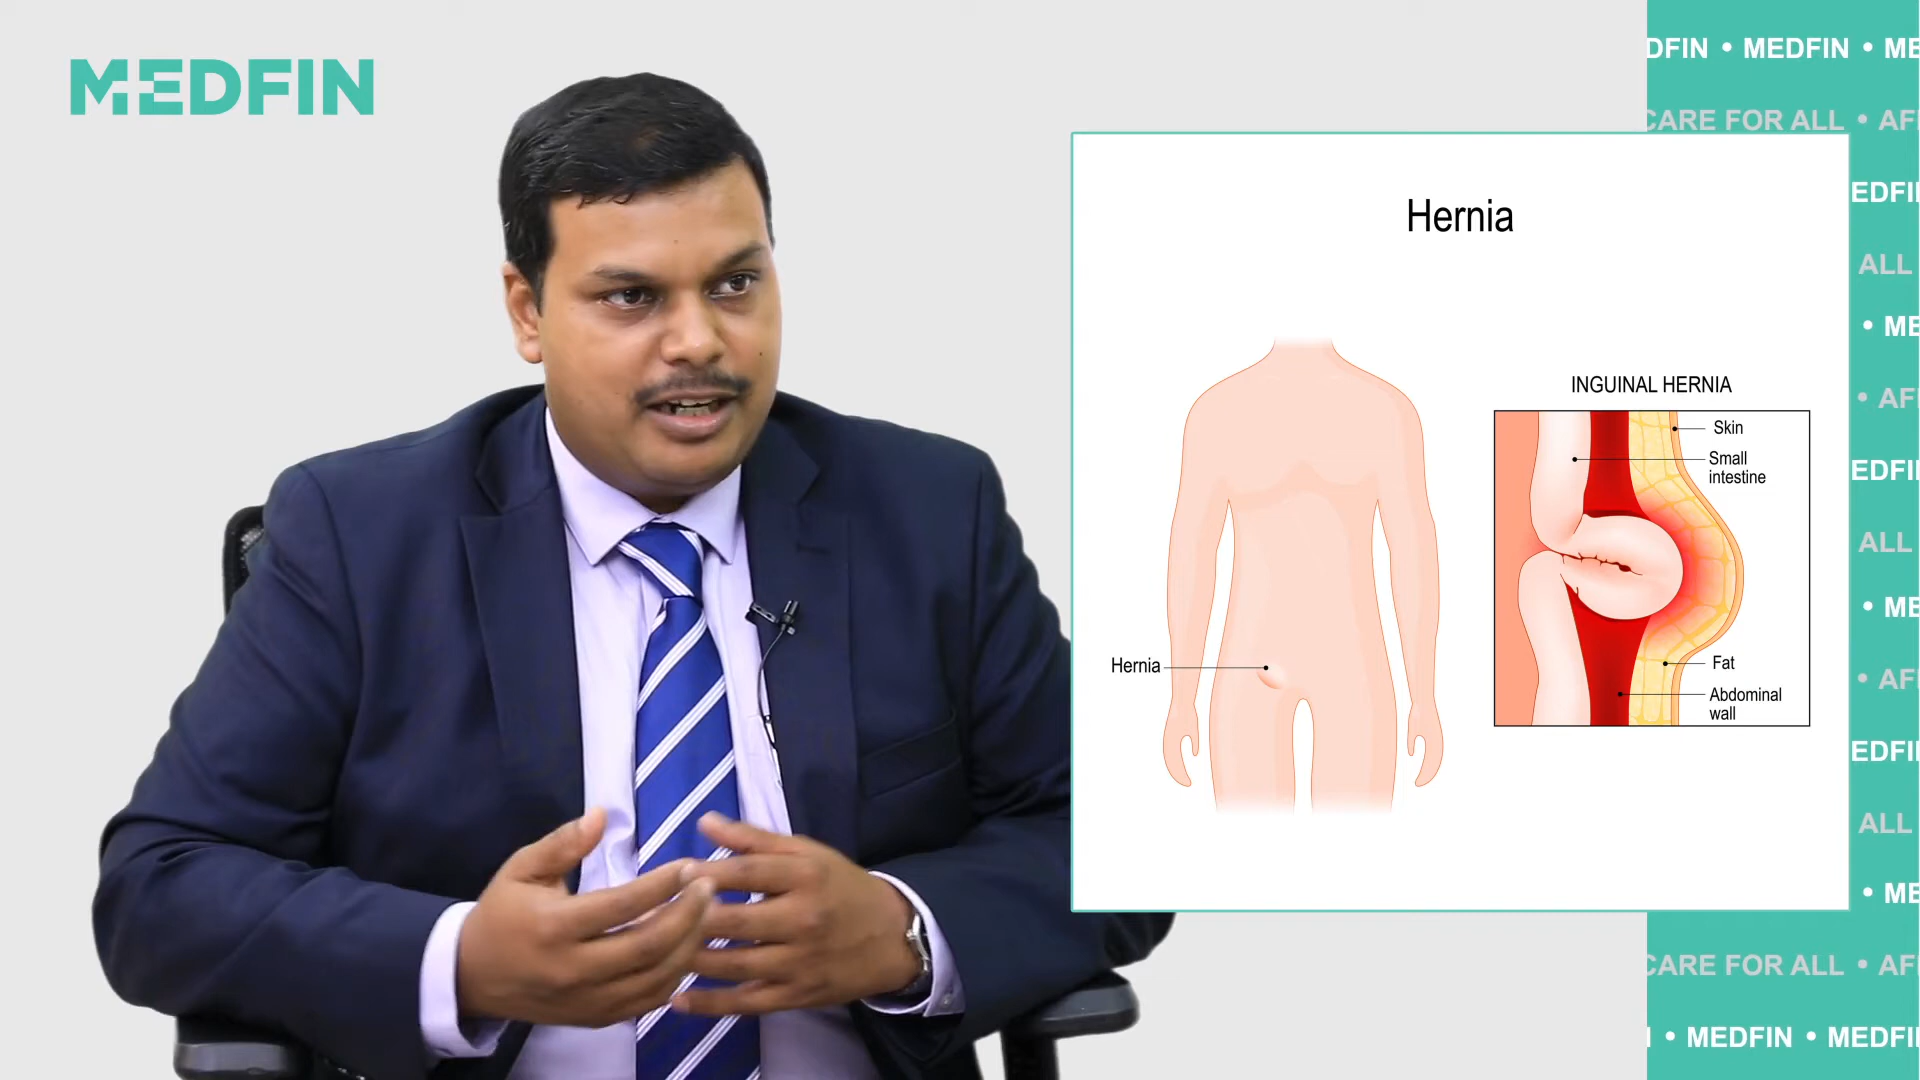 MEDFIN
DFIN • MEDFIN • ME
CARE FOR ALL • AF
EDFI
ALL
• ME
• AF
EDFI
ALL
• ME
• AF
EDFI
ALL
• ME
CARE FOR ALL • AF
• MEDFIN • MEDFI
Hernia
Hernia
INGUINAL HERNIA
Skin
Small
intestine
Fat
Abdominal
wall